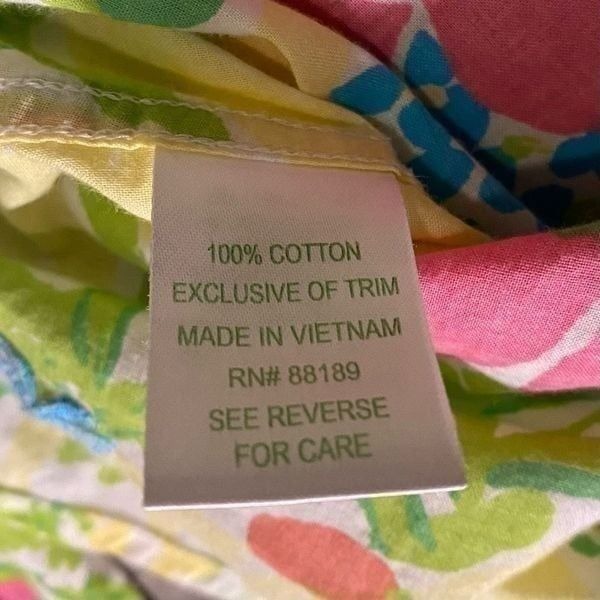 100% COTTON
EXCLUSIVE OF TRIM
MADE IN VIETNAM
RN# 88189
SEE REVERSE
FOR CARE